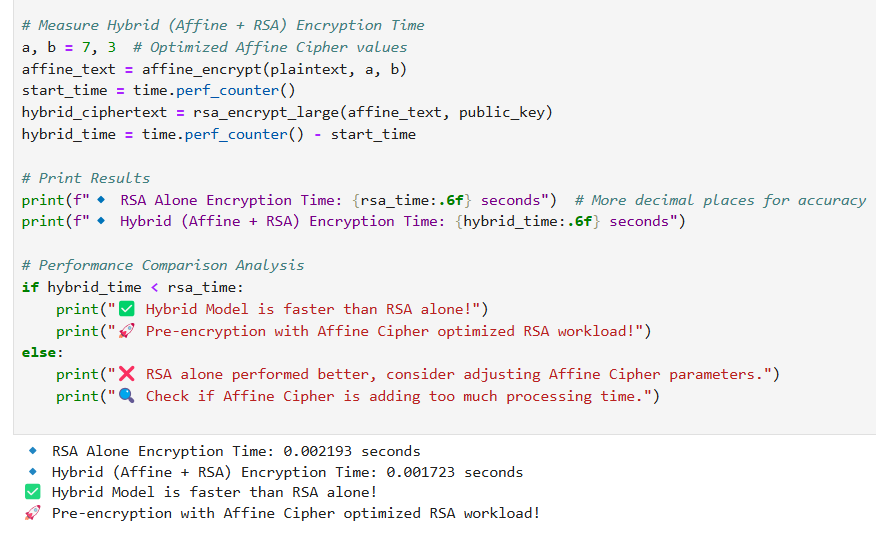 # Measure Hybrid (Affine + RSA) Encryption Time
a, b = 7, 3  # Optimized Affine Cipher values
affine_text = affine_encrypt(plaintext, a, b)
start_time = time.perf_counter()
hybrid_ciphertext = rsa_encrypt_large(affine_text, public_key)
hybrid_time = time.perf_counter() - start_time

# Print Results
print(f"🔹 RSA Alone Encryption Time: {rsa_time:.6f} seconds")  # More decimal places for accuracy
print(f"🔹 Hybrid (Affine + RSA) Encryption Time: {hybrid_time:.6f} seconds")

# Performance Comparison Analysis
if hybrid_time < rsa_time:
    print("✅ Hybrid Model is faster than RSA alone!")
    print("🚀 Pre-encryption with Affine Cipher optimized RSA workload!")
else:
    print("❌ RSA alone performed better, consider adjusting Affine Cipher parameters.")
    print("🔍 Check if Affine Cipher is adding too much processing time.")

🔹 RSA Alone Encryption Time: 0.002193 seconds
🔹 Hybrid (Affine + RSA) Encryption Time: 0.001723 seconds
✅ Hybrid Model is faster than RSA alone!
🚀 Pre-encryption with Affine Cipher optimized RSA workload!